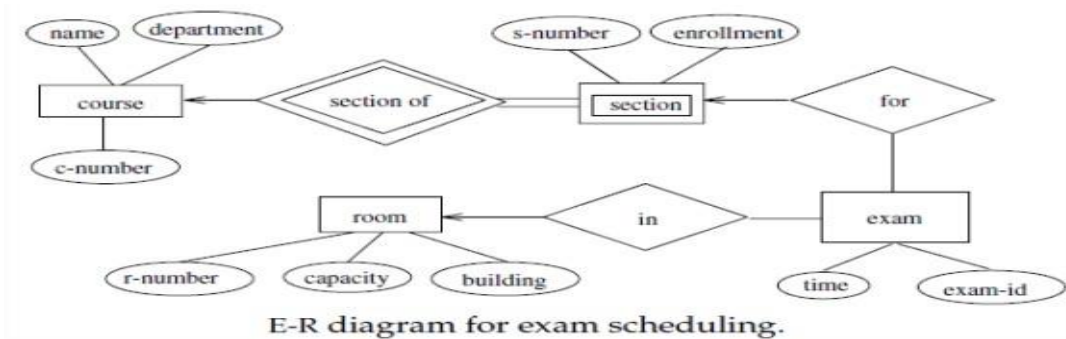 name
department
s-number
enrollment
course
section of
section
for
c-number
room
in
exam
r-number
capacity
building
time
exam-id
E-R diagram for exam scheduling.